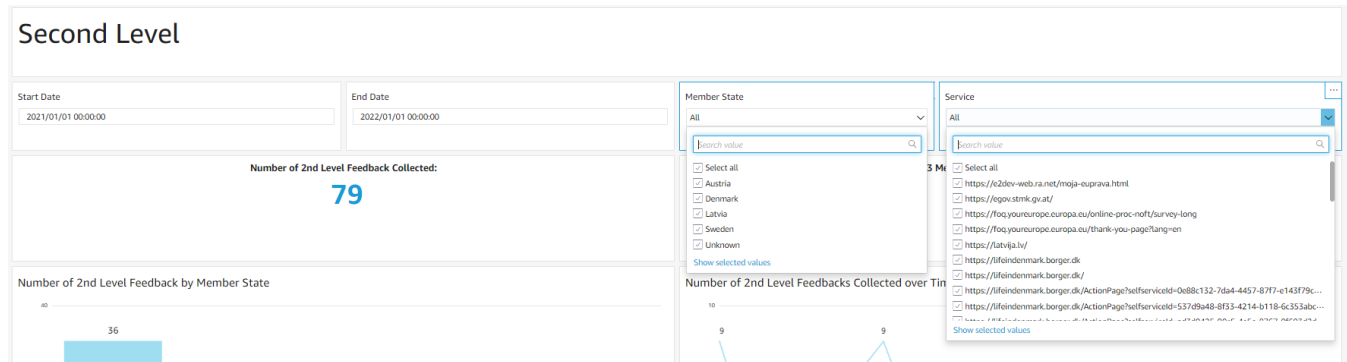 Second Level
Start Date
2021/01/01 00:00:00
End Date
2022/01/01 00:00:00
Member State
All
Search value
Select all
Austria
Denmark
Latvia
Sweden
Unknown
Show selected values
Service
All
Search value
Select all
https://e2dev-web.ra.net/moja-euprava.html
https://egov.stmk.gv.at/
https://foq.youreurope.europa.eu/online-proc-noft/survey-long
https://foq.youreurope.europa.eu/thank-you-page?lang=en
https://latvija.lv/
https://lifeindenmark.borger.dk
https://lifeindenmark.borger.dk/
https://lifeindenmark.borger.dk/ActionPage?selfserviceId=0e88c132-7da4-4457-87f7-e143f79c...
https://lifeindenmark.borger.dk/ActionPage?selfserviceId=537d9a48-8f33-4214-b118-6c353abc...
Show selected values
Number of 2nd Level Feedback Collected:
79
3 Me
Number of 2nd Level Feedback by Member State
40
36
Number of 2nd Level Feedbacks Collected over Tim
10
9
9